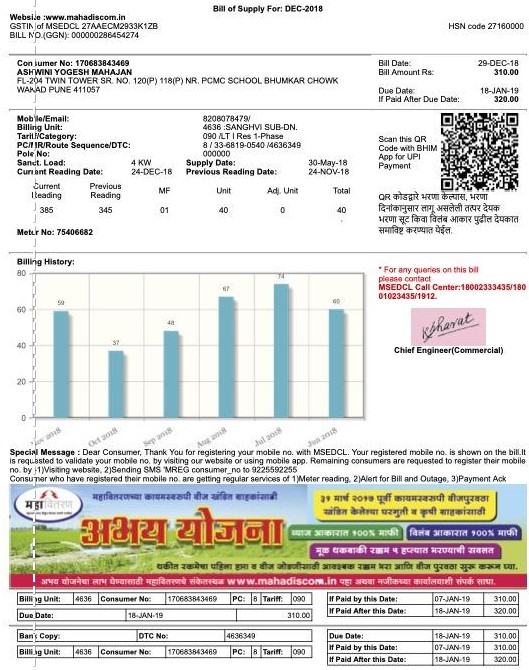 Bill of Supply For: DEC-2018
Website :www.mahadiscom.in
GSTIN of MSEDCL 27AAECM2933K1ZB
HSN code 27160000
BILL NO.(GGN): 000000286454274
Consumer No: 170683843469
ASHWINI YOGESH MAHAJAN
FL-204 TWIN TOWER SR. NO. 120(P) 118(P) NR. PCMC SCHOOL BHUMKAR CHOWK
WAKAD PUNE 411057
Bill Date: 29-DEC-18
Bill Amount Rs: 310.00
Due Date: 18-JAN-19
If Paid After Due Date: 320.00
Mobile/Email: 8208078479/
Billing Unit: 4636 :SANGHVI SUB-DN.
Tariff/Category: 090 /LT I Res 1-Phase
PC/MR/Route Sequence/DTC: 8 / 33-6819-0540 /4636349
Pole No: 000000
Sanct. Load: 4 KW Supply Date: 30-May-18
Current Reading Date: 24-DEC-18 Previous Reading Date: 24-NOV-18
Scan this QR
Code with BHIM
App for UPI
Payment
Current Reading Previous Reading MF Unit Adj. Unit Total
385 345 01 40 0 40
QR कोडद्वारे भरणा केल्यास, भरणा
दिनांकानुसार लागू असलेली तत्पर देयक
भरणा सूट किंवा विलंब आकार पुढील देयकात
समाविष्ट करण्यात येईल.
Meter No: 75406682
Billing History:
80
60
40
20
0
59
37
48
67
74
60
Nov 2018
Oct 2018
Sep 2018
Aug 2018
Jul 2018
Jun 2018
* For any queries on this bill
please contact
MSEDCL Call Center:18002333435/180
01023435/1912.
Chief Engineer(Commercial)
Special Message : Dear Consumer, Thank You for registering your mobile no. with MSEDCL. Your registered mobile no. is shown on the bill.It
is requested to validate your mobile no. by visiting our website or using mobile app. Remaining consumers are requested to register their mobile
no. by :1)Visiting website, 2)Sending SMS 'MREG consumer_no to 9225592255
Consumer who have registered their mobile no. are getting regular services of 1)Meter reading, 2)Alert for Bill and Outage, 3)Payment Ack
महावितरण
महावितरणच्या कायमस्वरुपी वीज खंडित ग्राहकांसाठी
अभय योजना
३१ मार्च २०१७ पूर्वी कायमस्वरुपी वीजपुरवठा
खंडित केलेल्या घरगुती व कृषी ग्राहकांसाठी
व्याज आकारात १००% माफी
विलंब आकारात १००% माफी
मूळ थकबाकी रक्कम ५ हप्त्यात भरण्याची सवलत
थकीत रकमेचा पहिला हप्ता व वीज जोडणीसाठी आवश्यक रक्कम भरा आणि वीज पुरवठा सुरू करून घ्या.
अभय योजनेचा लाभ घेण्यासाठी महावितरणचे संकेतस्थळ www.mahadiscom.in पहा अथवा नजीकच्या कार्यालयाशी संपर्क साधा.
Billing Unit: 4636 Consumer No: 170683843469 PC: 8 Tariff: 090
If Paid by this Date: 07-JAN-19 310.00
Due Date: 18-JAN-19 310.00
If Paid After this Date: 18-JAN-19 320.00
Bank Copy: DTC No: 4636349
Due Date: 18-JAN-19 310.00
Billing Unit: 4636 Consumer No: 170683843469 PC: 8 Tariff: 090
If Paid by this Date: 07-JAN-19 310.00
If Paid After this Date: 18-JAN-19 320.00